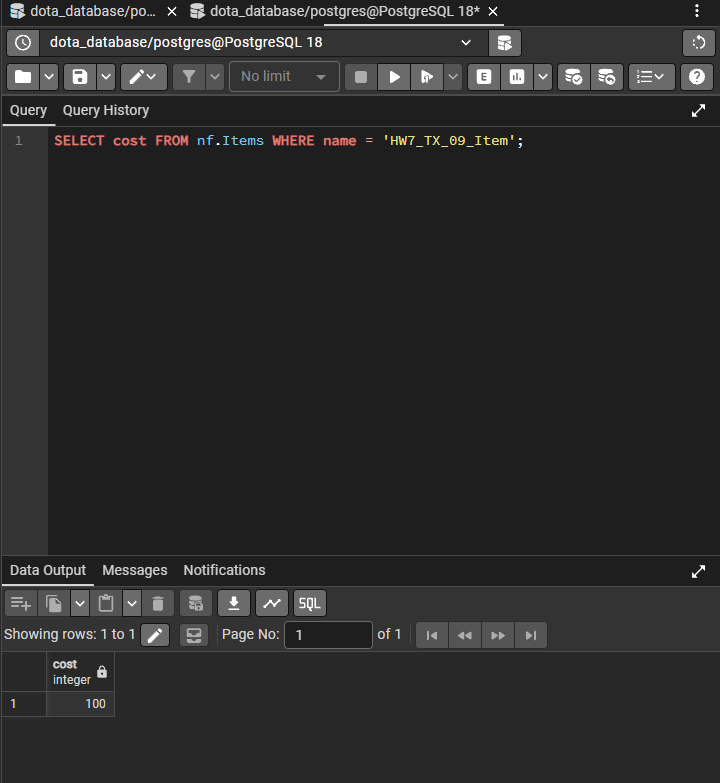 dota_database/po...
dota_database/postgres@PostgreSQL 18*
dota_database/postgres@PostgreSQL 18
No limit
E
Query Query History
1 SELECT cost FROM nf.Items WHERE name = 'HW7_TX_09_Item';
Data Output Messages Notifications
SQL
Showing rows: 1 to 1 Page No: 1 of 1
cost
integer
1 100